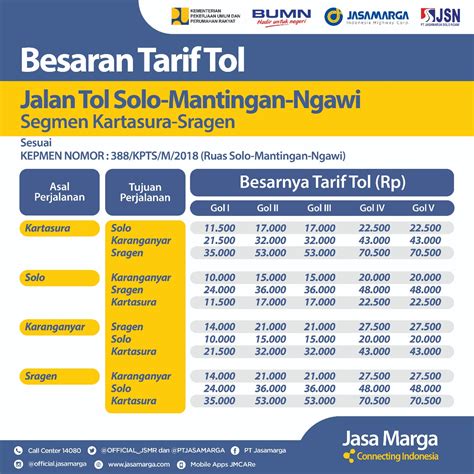 KEMENTERIAN
PEKERJAAN UMUM DAN
PERUMAHAN RAKYAT
BUMN
Hadir untuk negeri
JASAMARGA
Indonesia Highway Corp
JSN
PT JASAMARGA SOLO NGAWI
Besaran Tarif Tol
Jalan Tol Solo-Mantingan-Ngawi
Segmen Kartasura-Sragen
Sesuai
KEPMEN NOMOR : 388/KPTS/M/2018 (Ruas Solo-Mantingan-Ngawi)
Asal Perjalanan Tujuan Perjalanan Besarnya Tarif Tol (Rp)
Gol I Gol II Gol III Gol IV Gol V
Kartasura Solo 11.500 17.000 17.000 22.500 22.500
Karanganyar 21.500 32.000 32.000 43.000 43.000
Sragen 35.000 53.000 53.000 70.500 70.500
Solo Karanganyar 10.000 15.000 15.000 20.000 20.000
Sragen 24.000 36.000 36.000 48.000 48.000
Kartasura 11.500 17.000 17.000 22.500 22.500
Karanganyar Sragen 14.000 21.000 21.000 27.500 27.500
Solo 10.000 15.000 15.000 20.000 20.000
Kartasura 21.500 32.000 32.000 43.000 43.000
Sragen Karanganyar 14.000 21.000 21.000 27.500 27.500
Solo 24.000 36.000 36.000 48.000 48.000
Kartasura 35.000 53.000 53.000 70.500 70.500
Call Center 14080 @OFFICIAL_JSMR dan @PTJASAMARGA PT Jasamarga
@official.jasamarga www.jasamarga.com Mobile Apps JMCARe
Jasa Marga
Connecting Indonesia